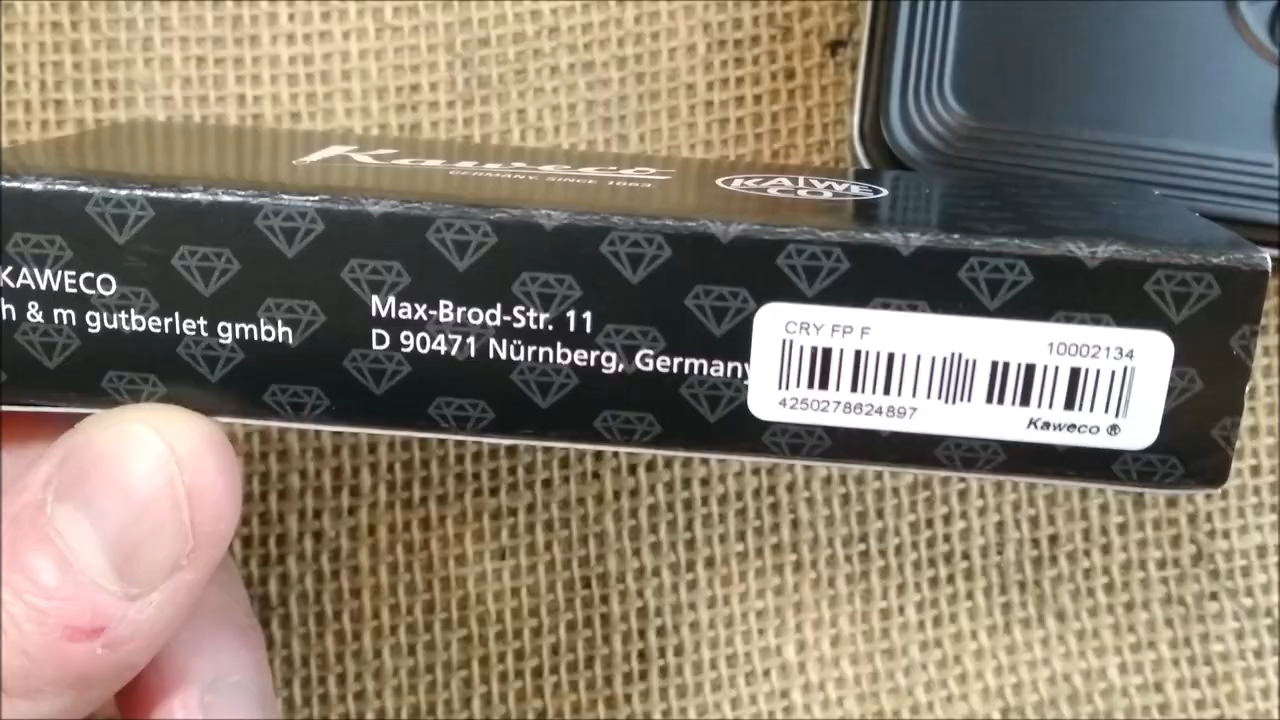 Kaweco
GERMANY. SINCE 1883.
KA WE CO
KAWECO
h & m gutberlet gmbh
Max-Brod-Str. 11
D 90471 Nürnberg, Germany
CRY FP F
10002134
4250278624897
Kaweco ®